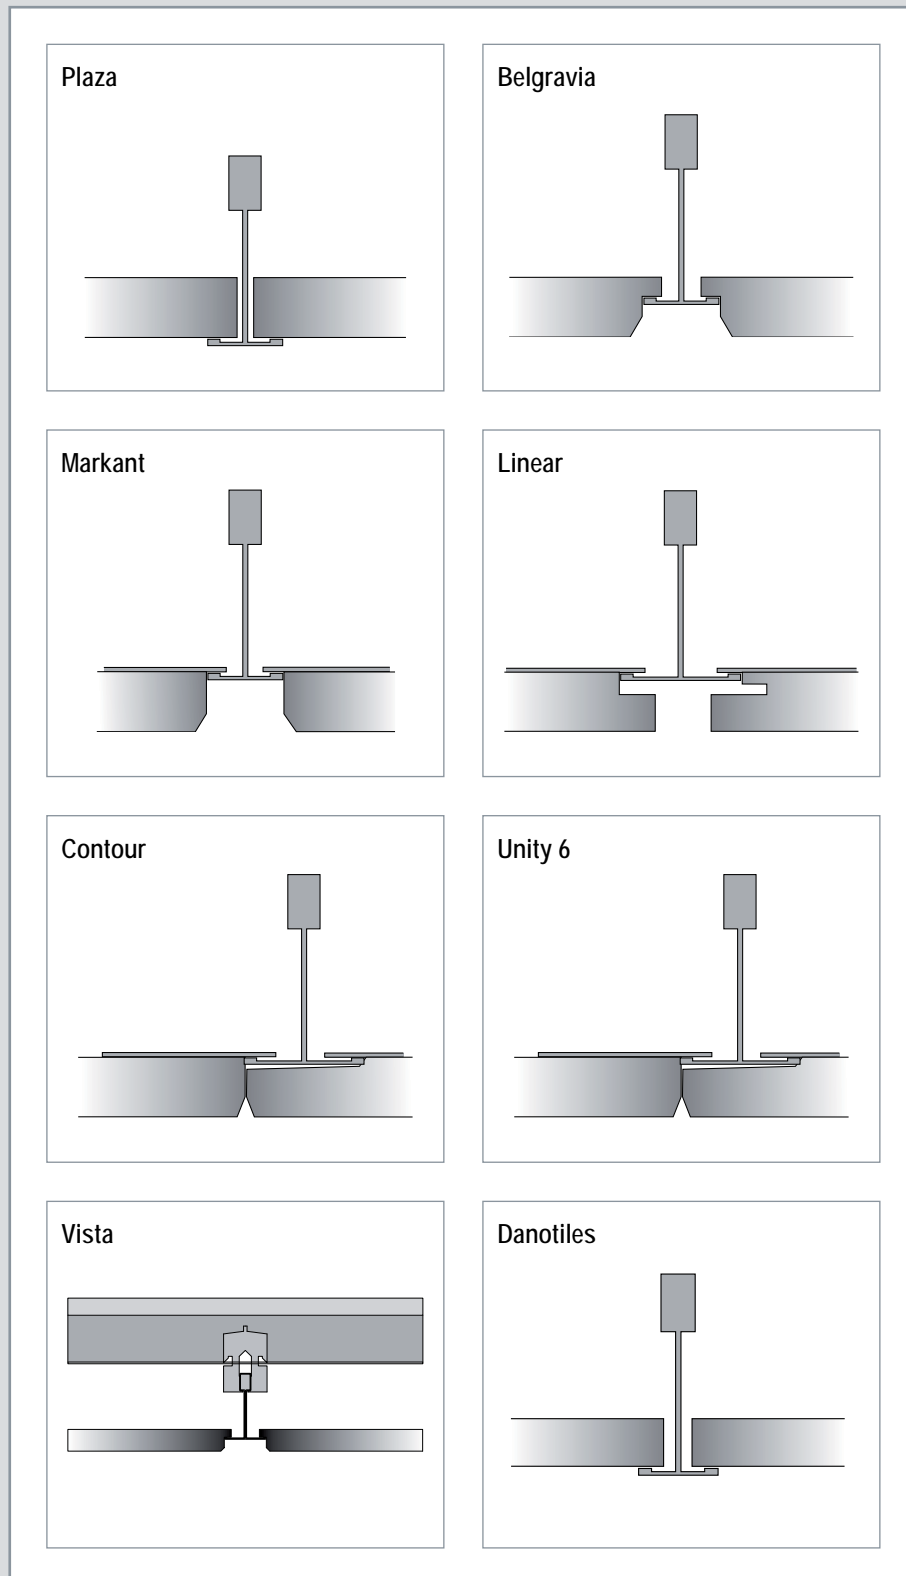 Plaza
Belgravia
Markant
Linear
Contour
Unity 6
Vista
Danotiles